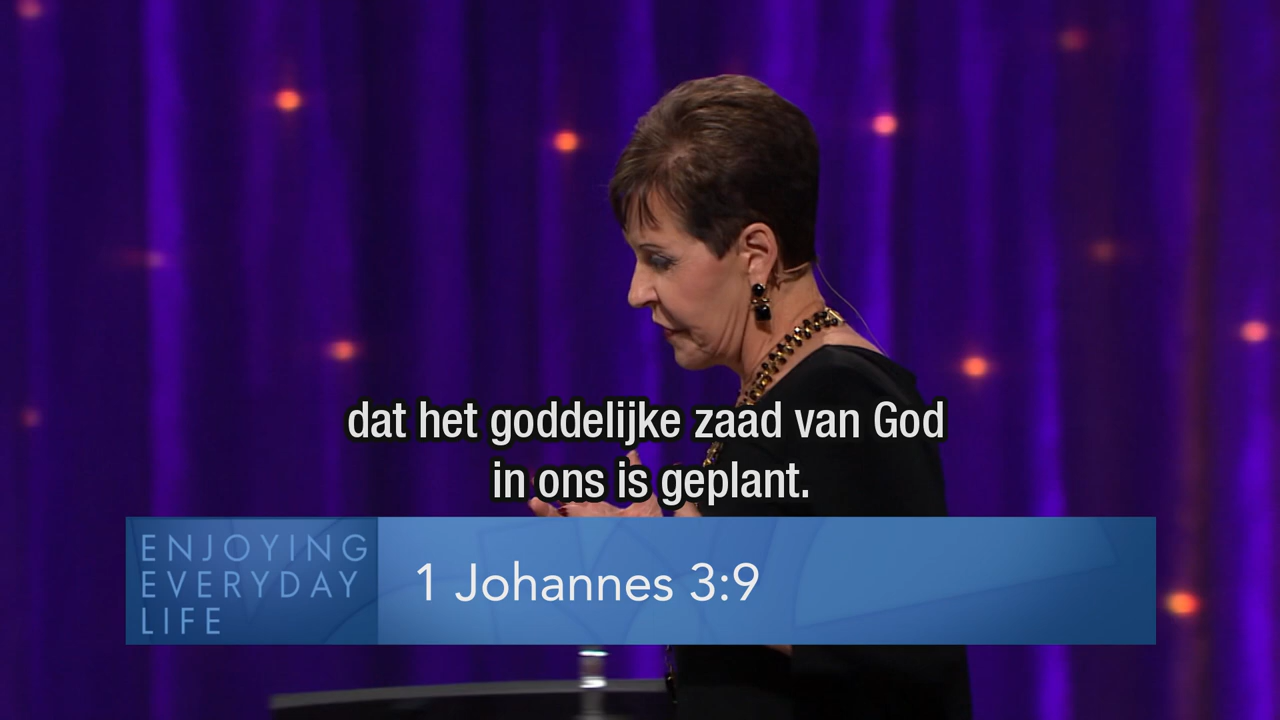 dat het goddelijke zaad van God
in ons is geplant.
ENJOYING
EVERYDAY
LIFE
1 Johannes 3:9